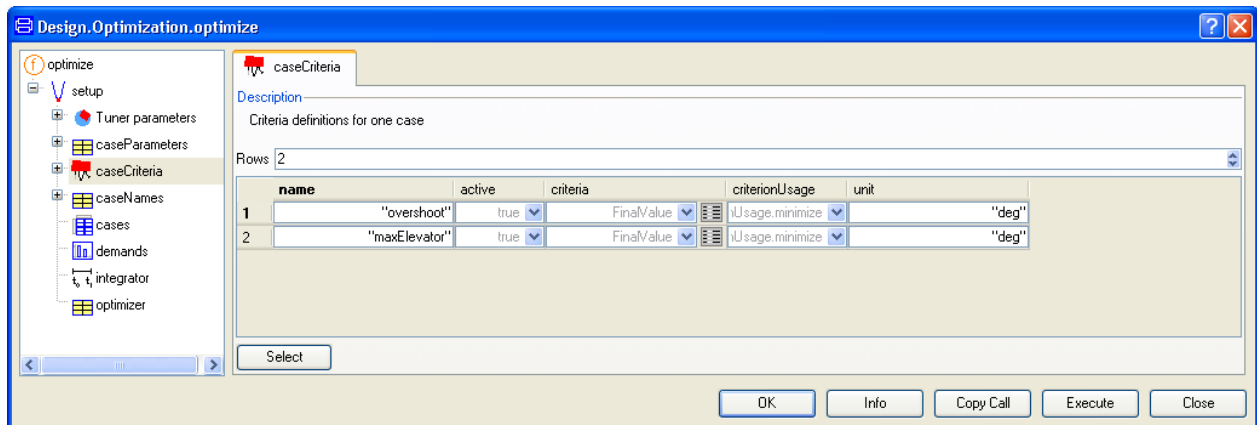 Design.Optimization.optimize
optimize
setup
Tuner parameters
caseParameters
caseCriteria
caseNames
cases
demands
integrator
optimizer
caseCriteria
Description
Criteria definitions for one case
Rows 2
name active criteria criterionUsage unit
1 "overshoot" true FinalValue Usage.minimize "deg"
2 "maxElevator" true FinalValue Usage.minimize "deg"
Select
OK Info Copy Call Execute Close